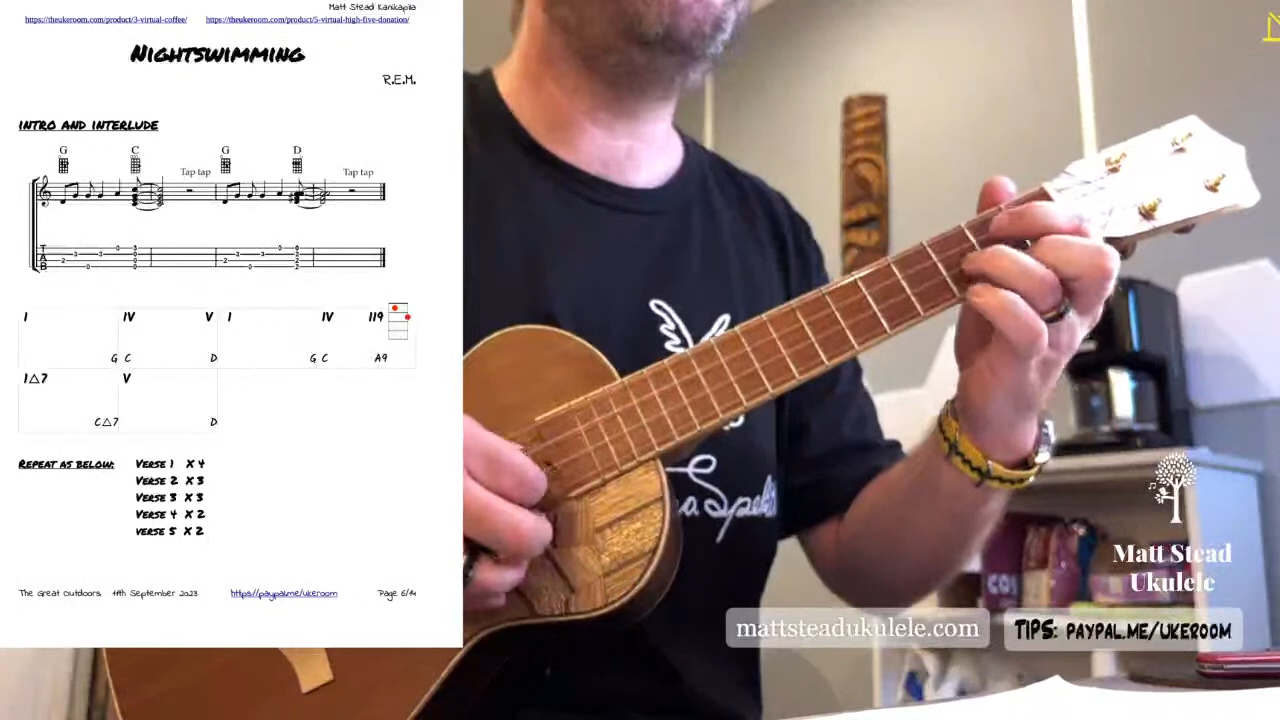 Matt Stead Kanikapila
https://theukeroom.com/product/3-virtual-coffee/ https://theukeroom.com/product/5-virtual-high-five-donation/
Nightswimming
R.E.M.
INTRO AND INTERLUDE
G C G D
Tap tap Tap tap
I IV V I IV II9
G C D G C A9
I△7 V
C△7 D
REPEAT AS BELOW: VERSE 1 X 4
VERSE 2 X 3
VERSE 3 X 3
VERSE 4 X 2
VERSE 5 X 2
The Great Outdoors 14th September 2023 https://paypal.me/ukeroom Page 6/14
Matt Stead
Ukulele
mattsteadukulele.com
TIPS: PAYPAL.ME/UKEROOM